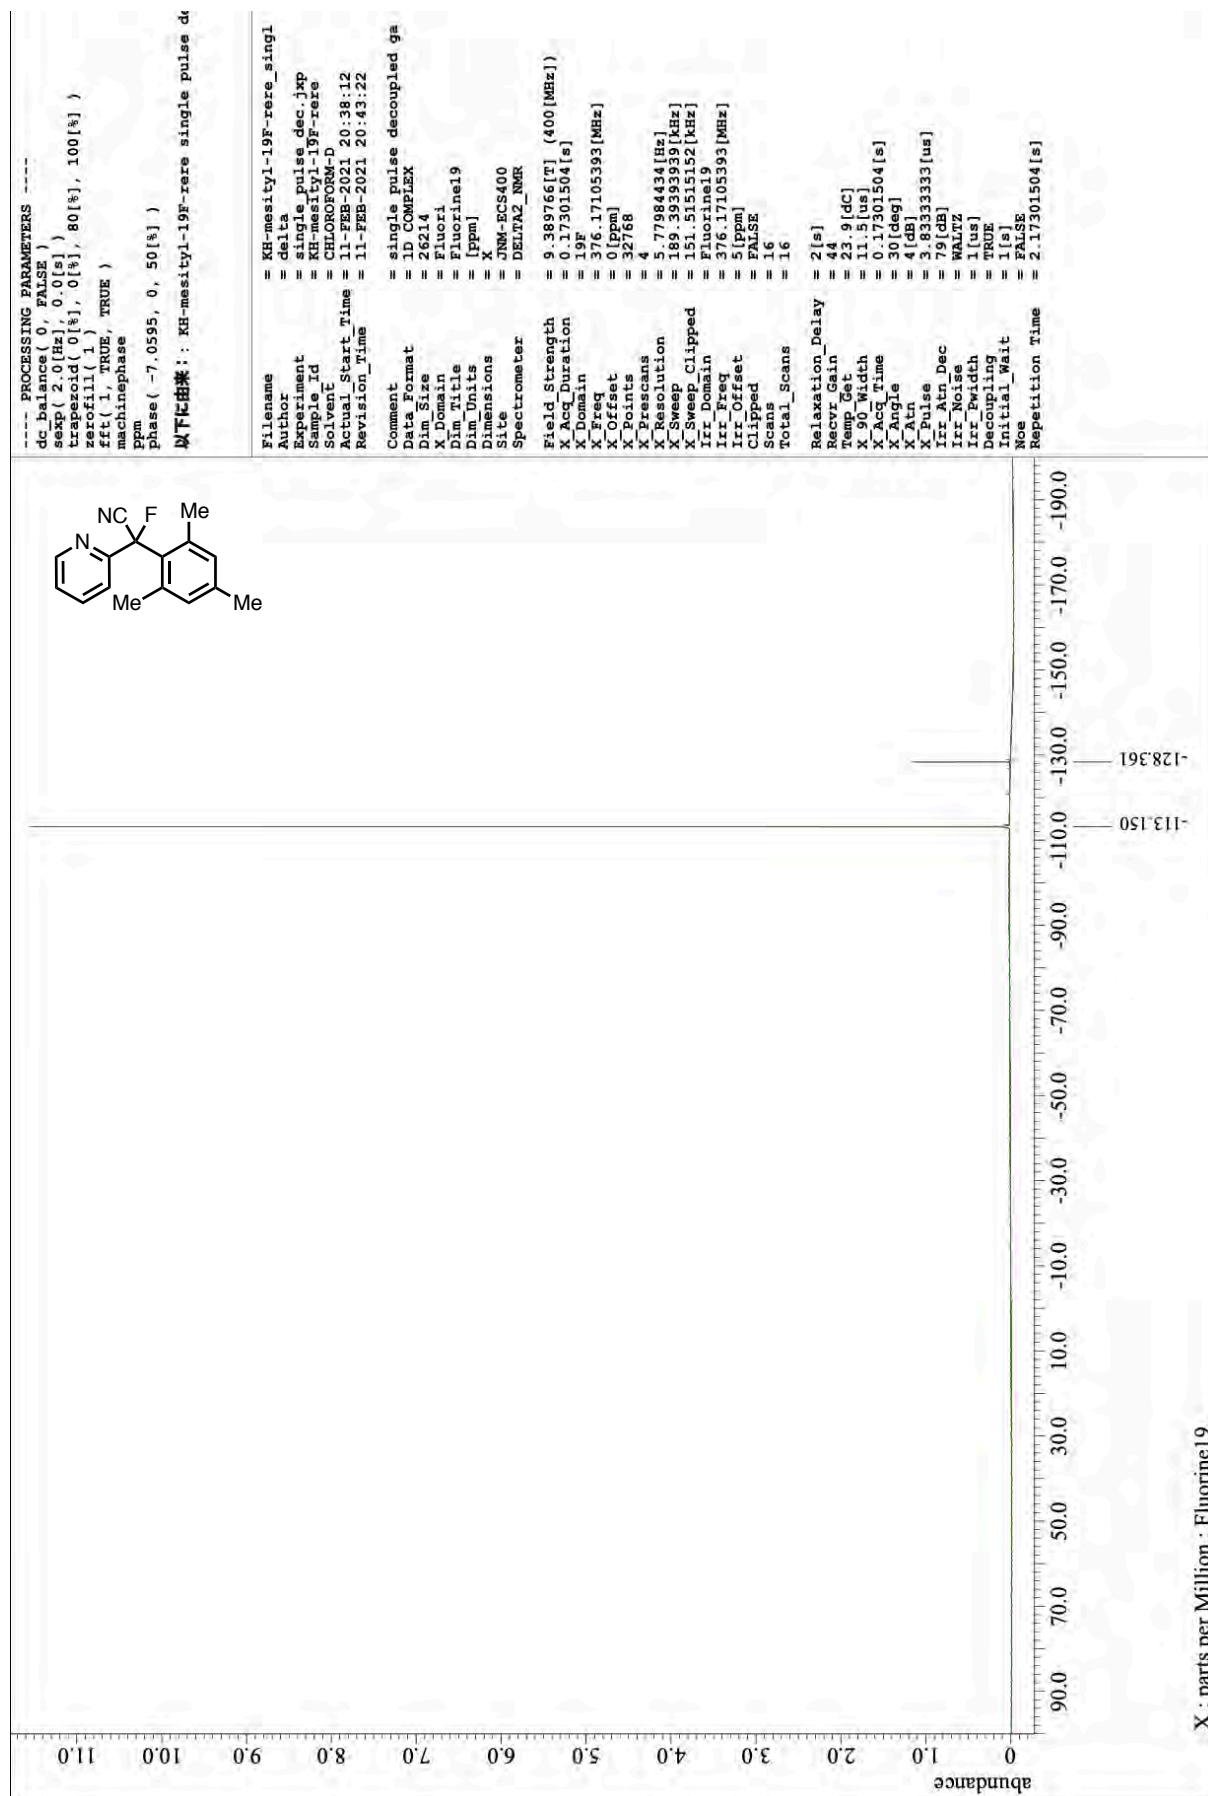 ---- PROCESSING PARAMETERS ----
dc_balance( 0, FALSE )
sexp( 2.0[Hz], 0.0[s] )
trapezoid( 0[%], 0[%], 80[%], 100[%] )
zerofill( 1 )
fft( 1, TRUE, TRUE )
machinephase
ppm
phase( -7.0595, 0, 50[%] )
以下に由来：: KH-mesityl-19F-rere single pulse de
Filename = KH-mesityl-19F-rere_singl
Author = delta
Experiment = single_pulse_dec.jxp
Sample_Id = KH-mesityl-19F-rere
Solvent = CHLOROFORM-D
Actual_Start_Time = 11-FEB-2021 20:38:12
Revision_Time = 11-FEB-2021 20:43:22
Comment = single pulse decoupled ga
Data_Format = 1D COMPLEX
Dim_Size = 26214
X_Domain = Fluori
Dim_Title = Fluorine19
Dim_Units = [ppm]
Dimensions = X
Site = JNM-ECS400
Spectrometer = DELTA2_NMR
Field_Strength = 9.389766[T] (400[MHz])
X_Acq_Duration = 0.17301504[s]
X_Domain = 19F
X_Freq = 376.17105393[MHz]
X_Offset = 0[ppm]
X_Points = 32768
X_Prescans = 4
X_Resolution = 5.77984434[Hz]
X_Sweep = 189.39393939[kHz]
X_Sweep_Clipped = 151.51515152[kHz]
Irr_Domain = Fluorine19
Irr_Freq = 376.17105393[MHz]
Irr_Offset = 5[ppm]
Clipped = FALSE
Scans = 16
Total_Scans = 16
Relaxation_Delay = 2[s]
Recvr_Gain = 44
Temp_Get = 23.9[dC]
X_90_Width = 11.5[us]
X_Acq_Time = 0.17301504[s]
X_Angle = 30[deg]
X_Atn = 4[dB]
X_Pulse = 3.83333333[us]
Irr_Atn_Dec = 79[dB]
Irr_Noise = WALTZ
Irr_Pwidth = 1[us]
Decoupling = TRUE
Initial_Wait = 1[s]
Noe = FALSE
Repetition Time = 2.17301504[s]
NC F
N
Me
Me
Me
abundance
0 1.0 2.0 3.0 4.0 5.0 6.0 7.0 8.0 9.0 10.0 11.0
90.0 70.0 50.0 30.0 10.0 -10.0 -30.0 -50.0 -70.0 -90.0 -110.0 -130.0 -150.0 -170.0 -190.0
-113.150
-128.361
X : parts per Million : Fluorine19